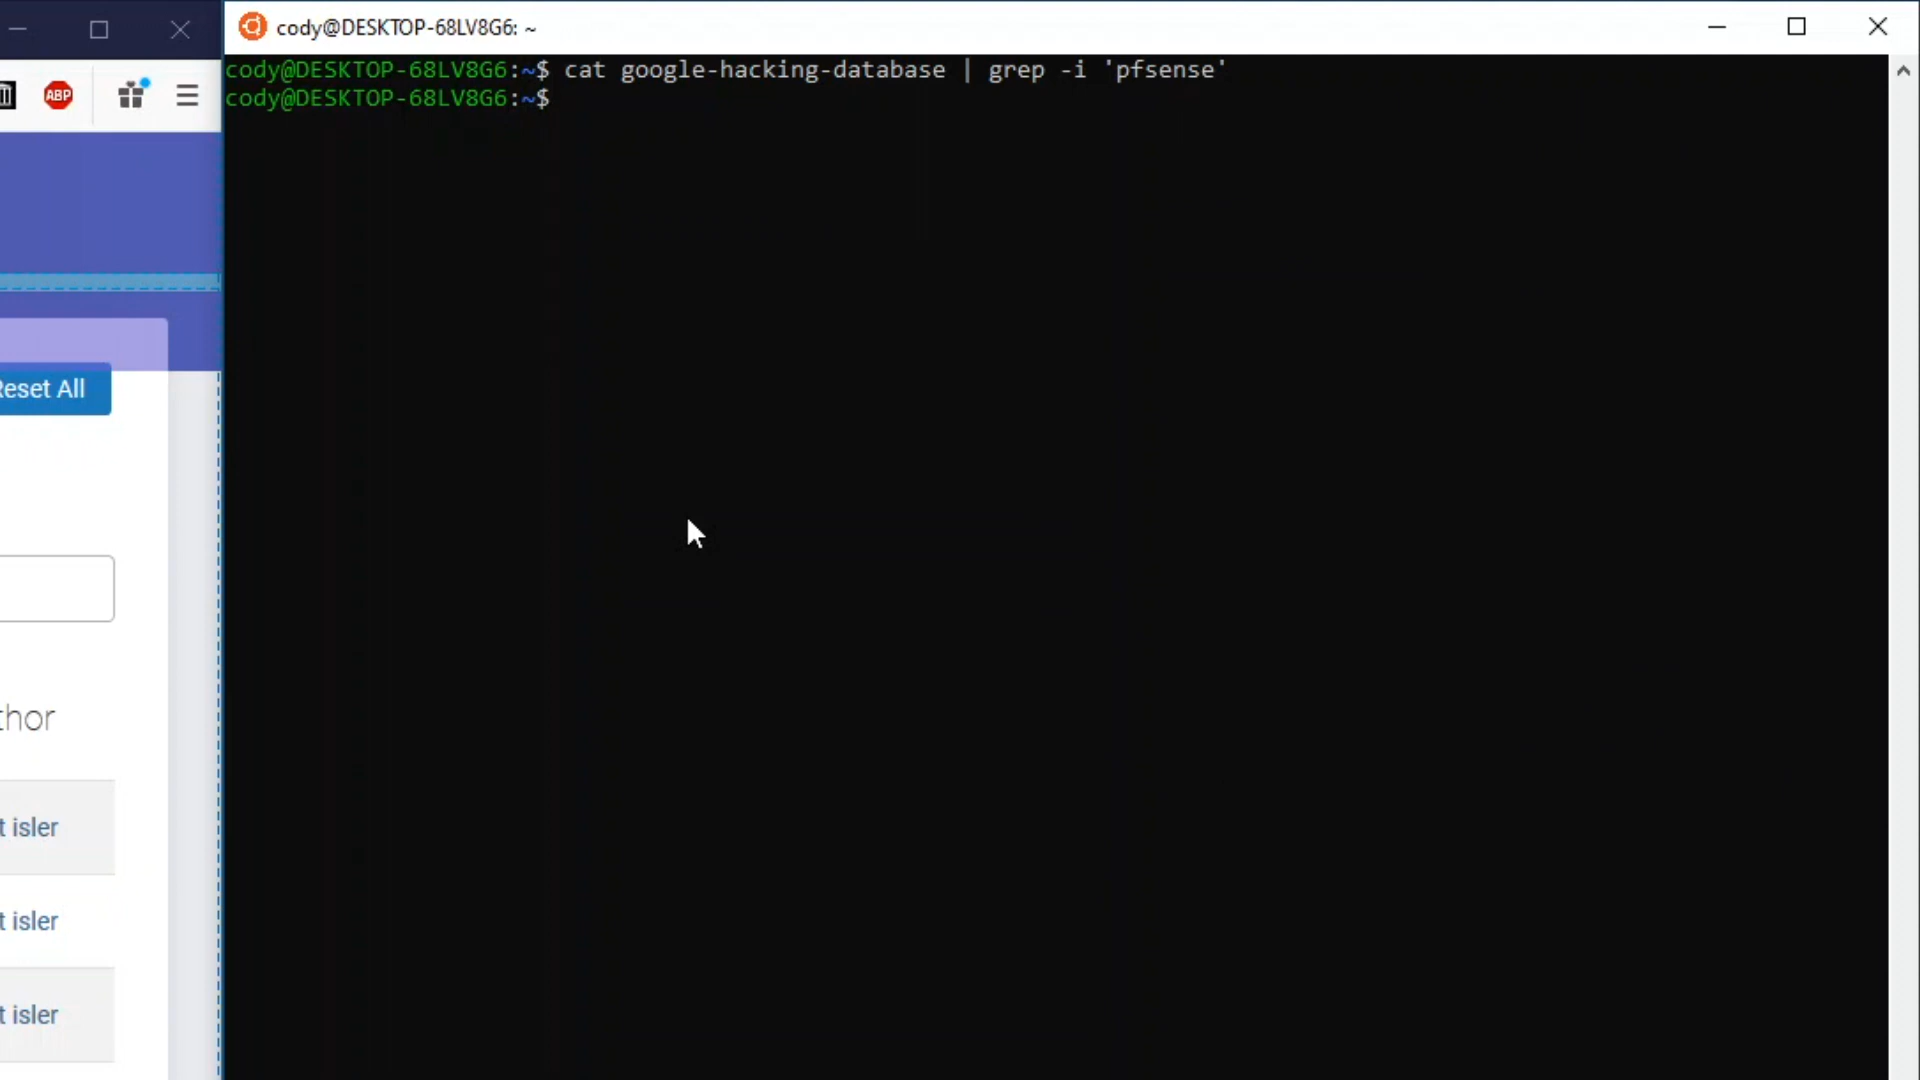 cody@DESKTOP-68LV8G6: ~
cody@DESKTOP-68LV8G6:~$ cat google-hacking-database | grep -i 'pfsense'
cody@DESKTOP-68LV8G6:~$
ABP
Reset All
thor
t isler
t isler
t isler